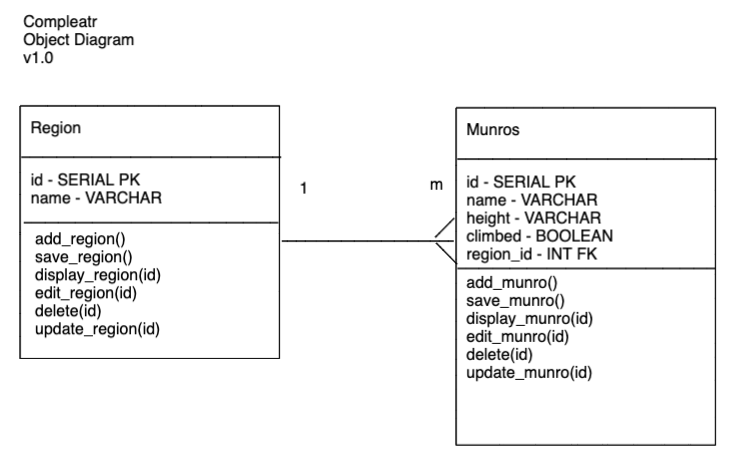 Compleatr
Object Diagram
v1.0
Region
id - SERIAL PK
name - VARCHAR
add_region()
save_region()
display_region(id)
edit_region(id)
delete(id)
update_region(id)
1
m
Munros
id - SERIAL PK
name - VARCHAR
height - VARCHAR
climbed - BOOLEAN
region_id - INT FK
add_munro()
save_munro()
display_munro(id)
edit_munro(id)
delete(id)
update_munro(id)